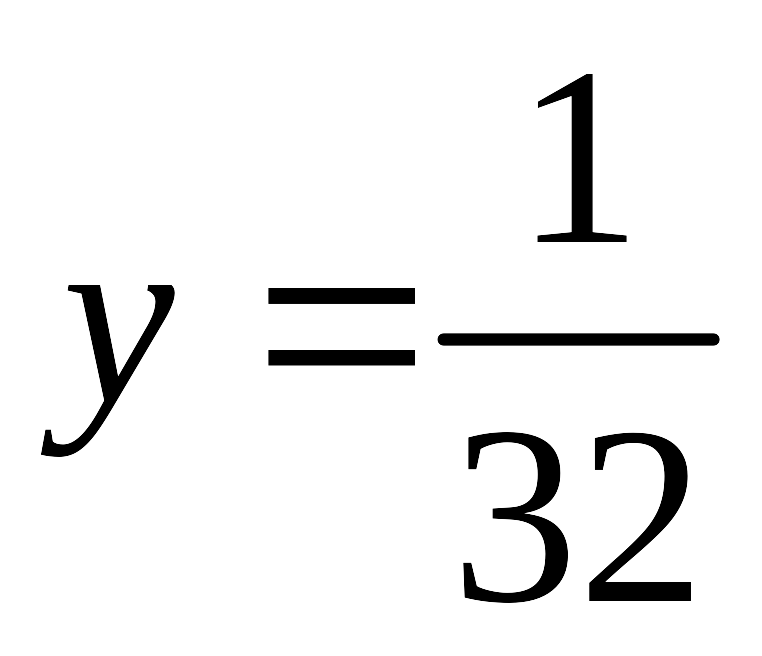 y = 1/32